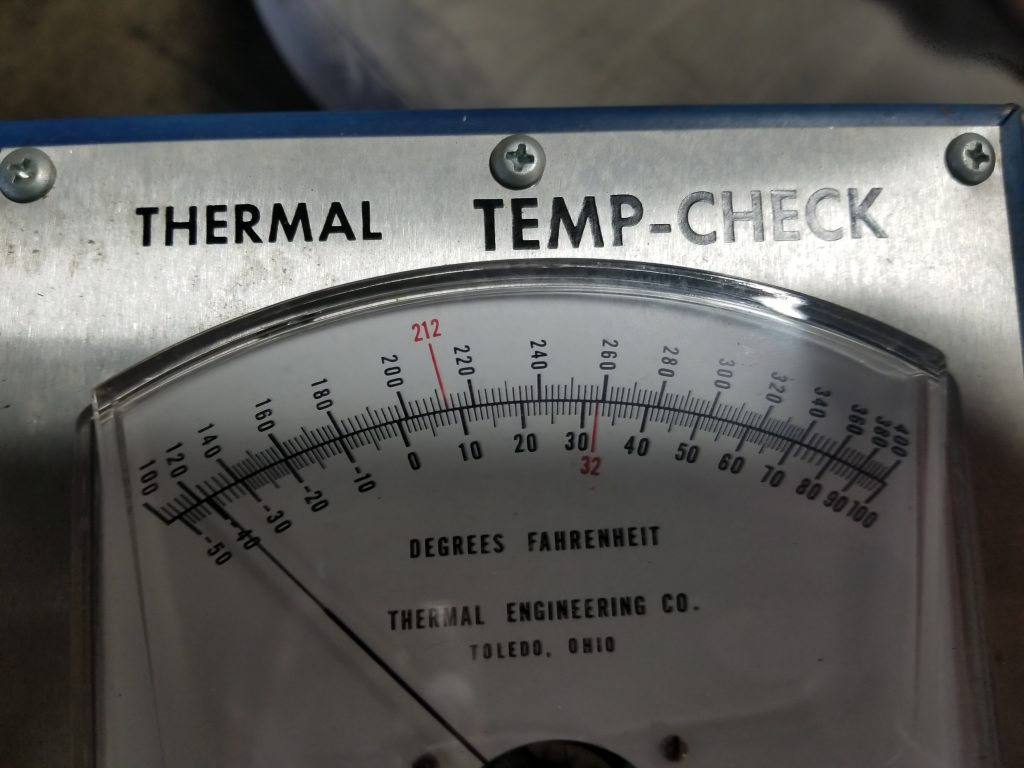 THERMAL TEMP-CHECK
212
100 120 140 160 180 200 220 240 260 280 300 320 340 360 380 400
-50 -40 -30 -20 -10 0 10 20 30 40 50 60 70 80 90 100
32
DEGREES FAHRENHEIT
THERMAL ENGINEERING CO.
TOLEDO, OHIO